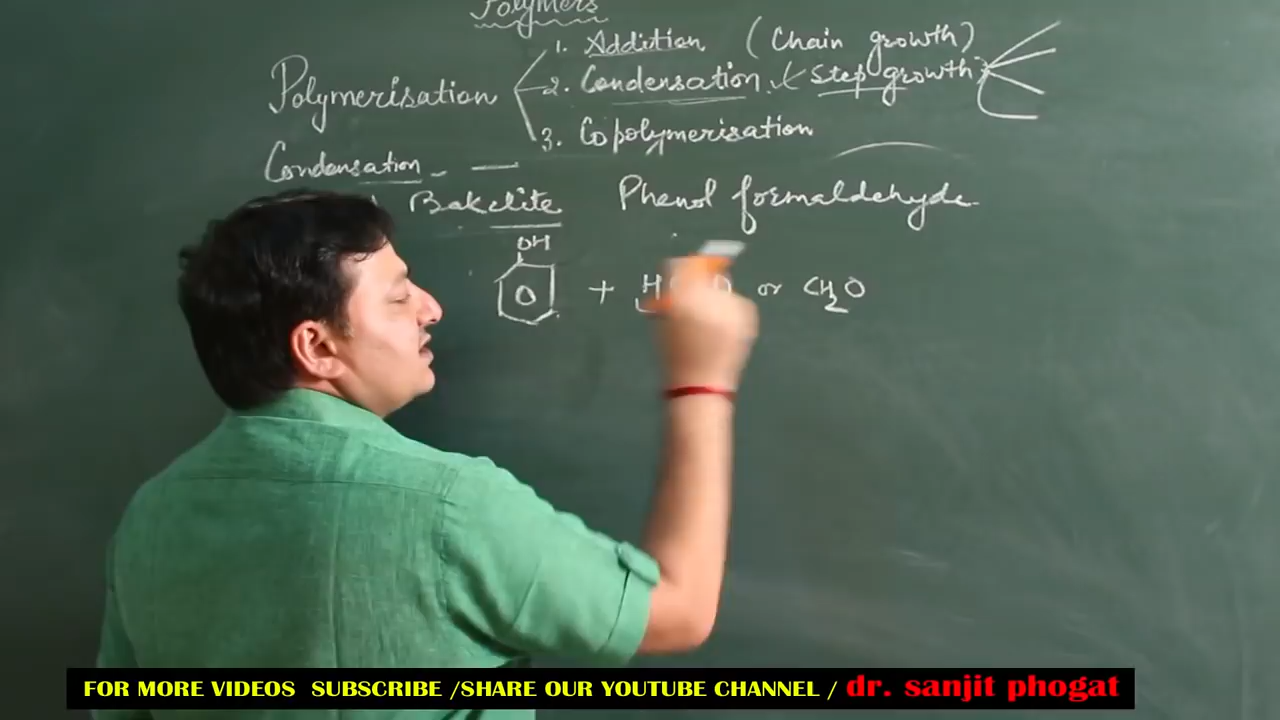 Polymers
1. Addition (Chain growth)
Polymerisation 2. Condensation. (Step growth)
3. Copolymerisation
Condensation -
Bakelite Phenol formaldehyde
OH
O + H or CH2O
FOR MORE VIDEOS SUBSCRIBE /SHARE OUR YOUTUBE CHANNEL / dr. sanjit phogat